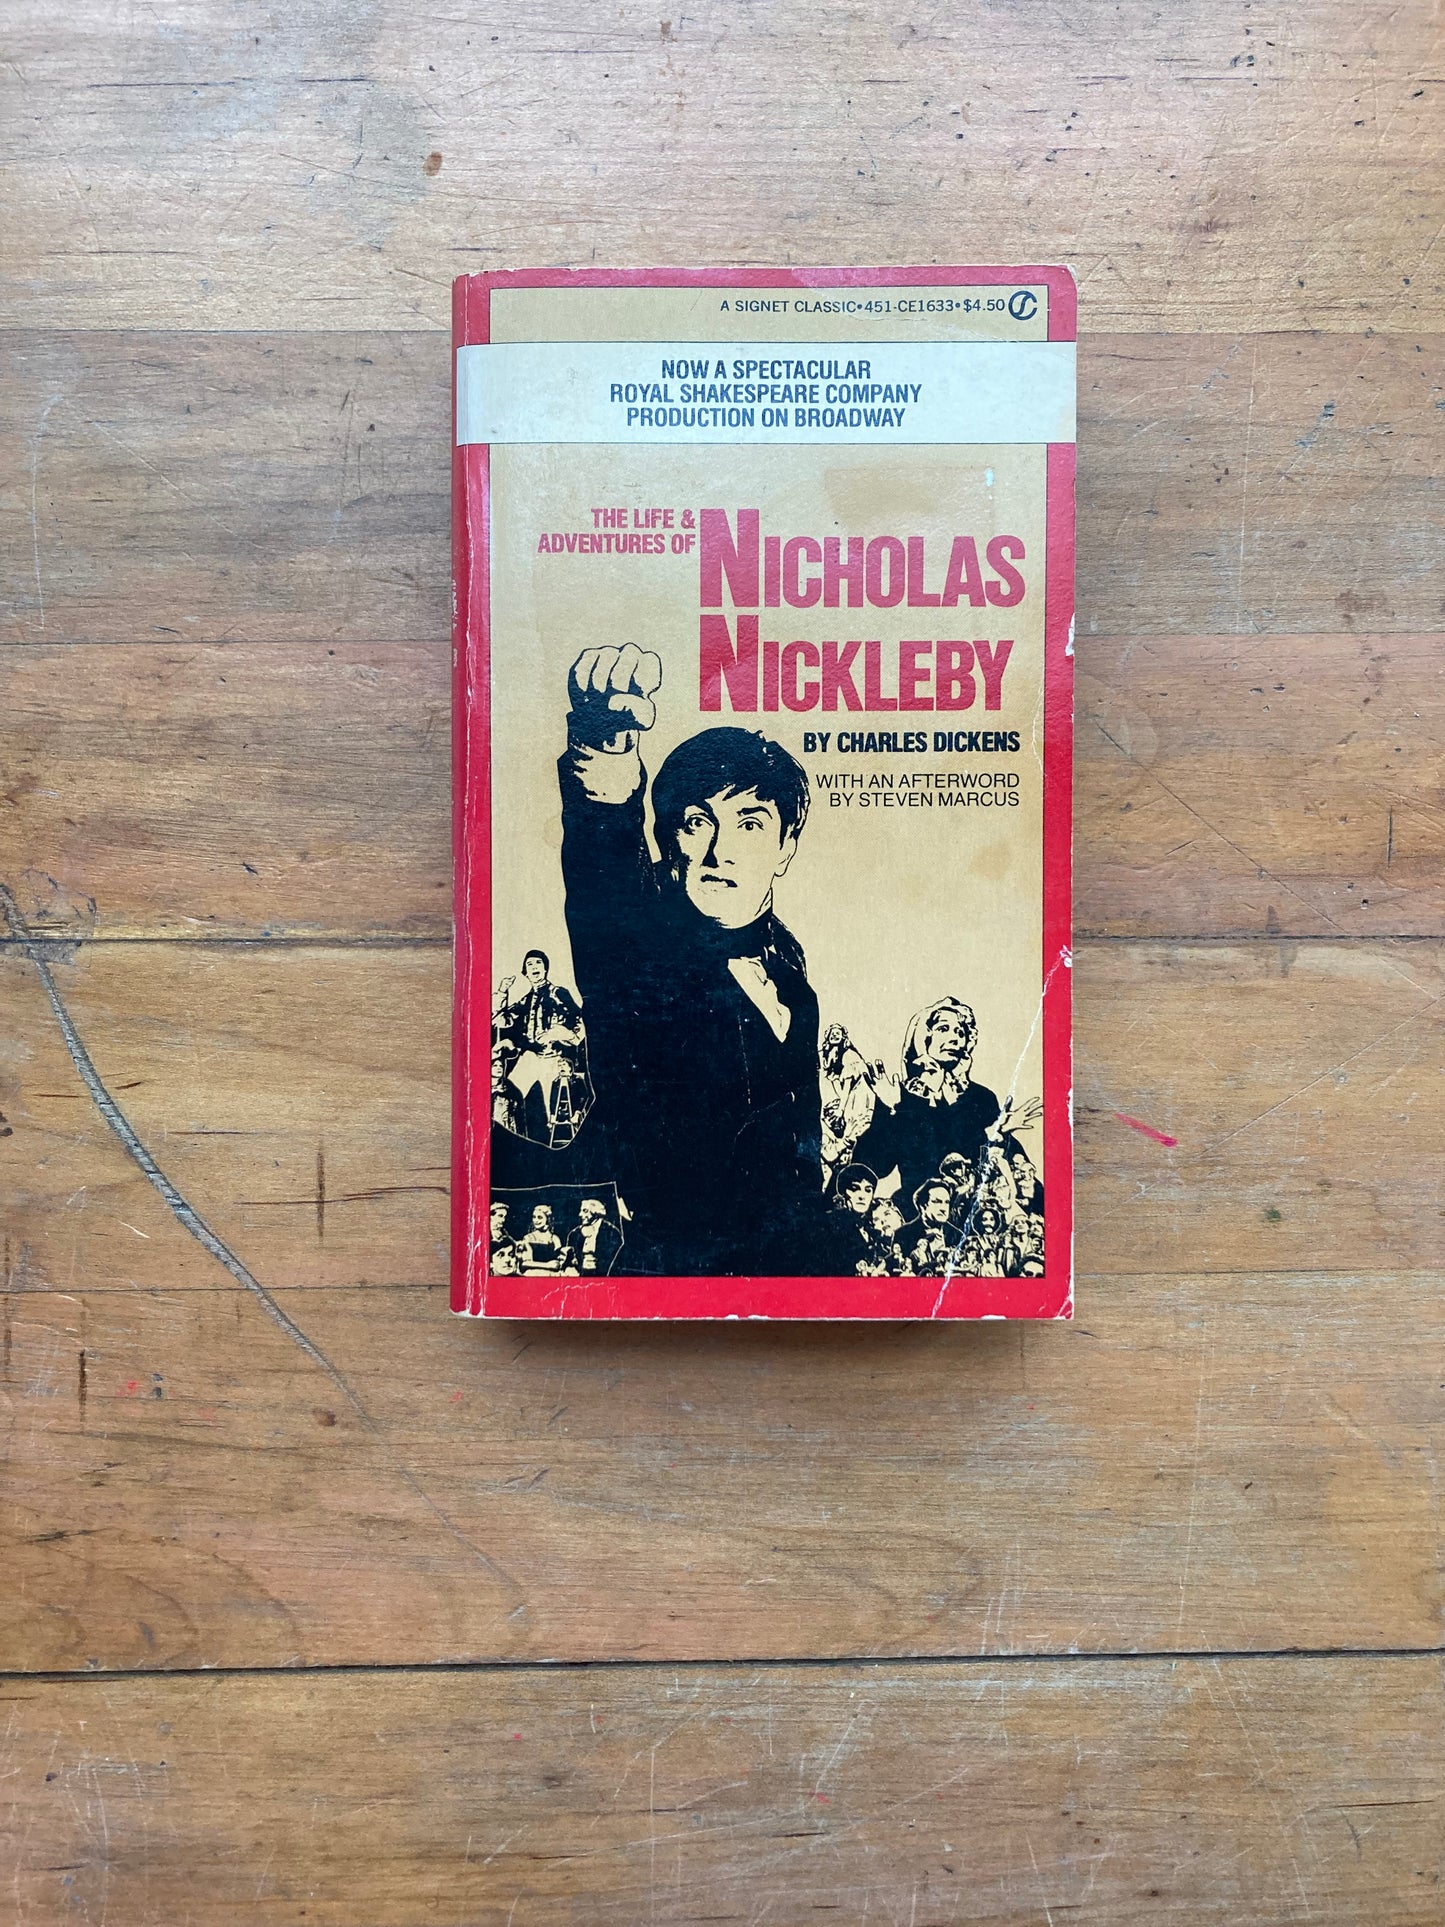 A SIGNET CLASSIC•451-CE1633•$4.50
NOW A SPECTACULAR
ROYAL SHAKESPEARE COMPANY
PRODUCTION ON BROADWAY
THE LIFE &
ADVENTURES OF
NICHOLAS
NICKLEBY
BY CHARLES DICKENS
WITH AN AFTERWORD
BY STEVEN MARCUS